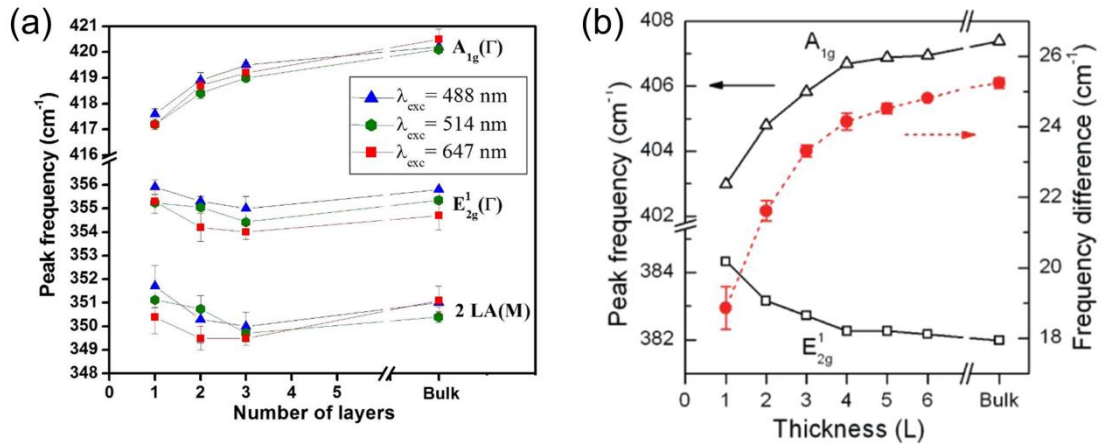 (a)
421
420
419
418
417
416
356
355
354
353
352
351
350
349
348
Peak frequency (cm⁻¹)
A₁g(Γ)
λexc = 488 nm
λexc = 514 nm
λexc = 647 nm
E¹₂g(Γ)
2 LA(M)
0 1 2 3 4 5 Bulk
Number of layers
(b)
408
406
404
402
384
382
Peak frequency (cm⁻¹)
A₁g
E¹₂g
26
24
22
20
18
Frequency difference (cm⁻¹)
0 1 2 3 4 5 6 Bulk
Thickness (L)